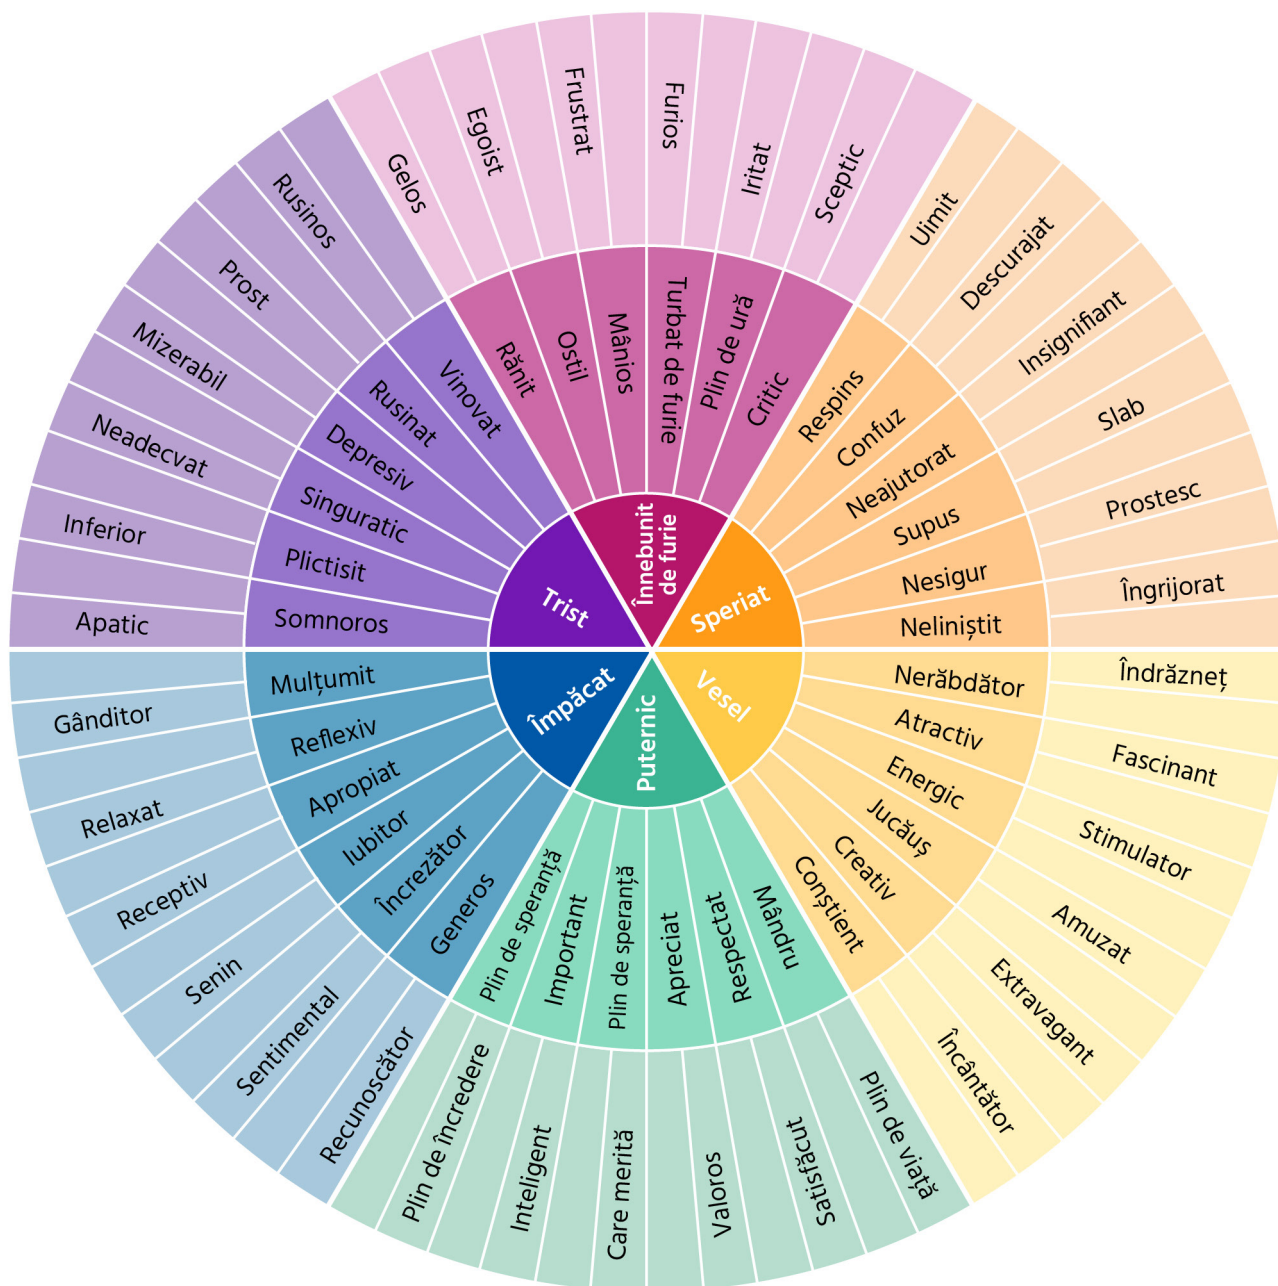 Gelos
Egoist
Frustrat
Furios
Iritat
Sceptic
Rănit
Ostil
Mânios
Turbat de furie
Plin de ură
Critic
Înnebunit
de furie
Uimit
Descurajat
Insignifiant
Slab
Prostesc
Îngrijorat
Respins
Confuz
Neajutorat
Supus
Nesigur
Neliniștit
Speriat
Îndrăzneț
Fascinant
Stimulator
Amuzat
Extravagant
Încântător
Nerăbdător
Atractiv
Energic
Jucăuș
Creativ
Conștient
Vesel
Plin de viață
Satisfăcut
Valoros
Care merită
Inteligent
Plin de încredere
Mândru
Respectat
Apreciat
Plin de speranță
Important
Plin de speranță
Puternic
Recunoscător
Sentimental
Senin
Receptiv
Relaxat
Gânditor
Generos
Încrezător
Iubitor
Apropiat
Reflexiv
Mulțumit
Împăcat
Apatic
Inferior
Neadecvat
Mizerabil
Prost
Rusinos
Somnoros
Plictisit
Singuratic
Depresiv
Rusinat
Vinovat
Trist